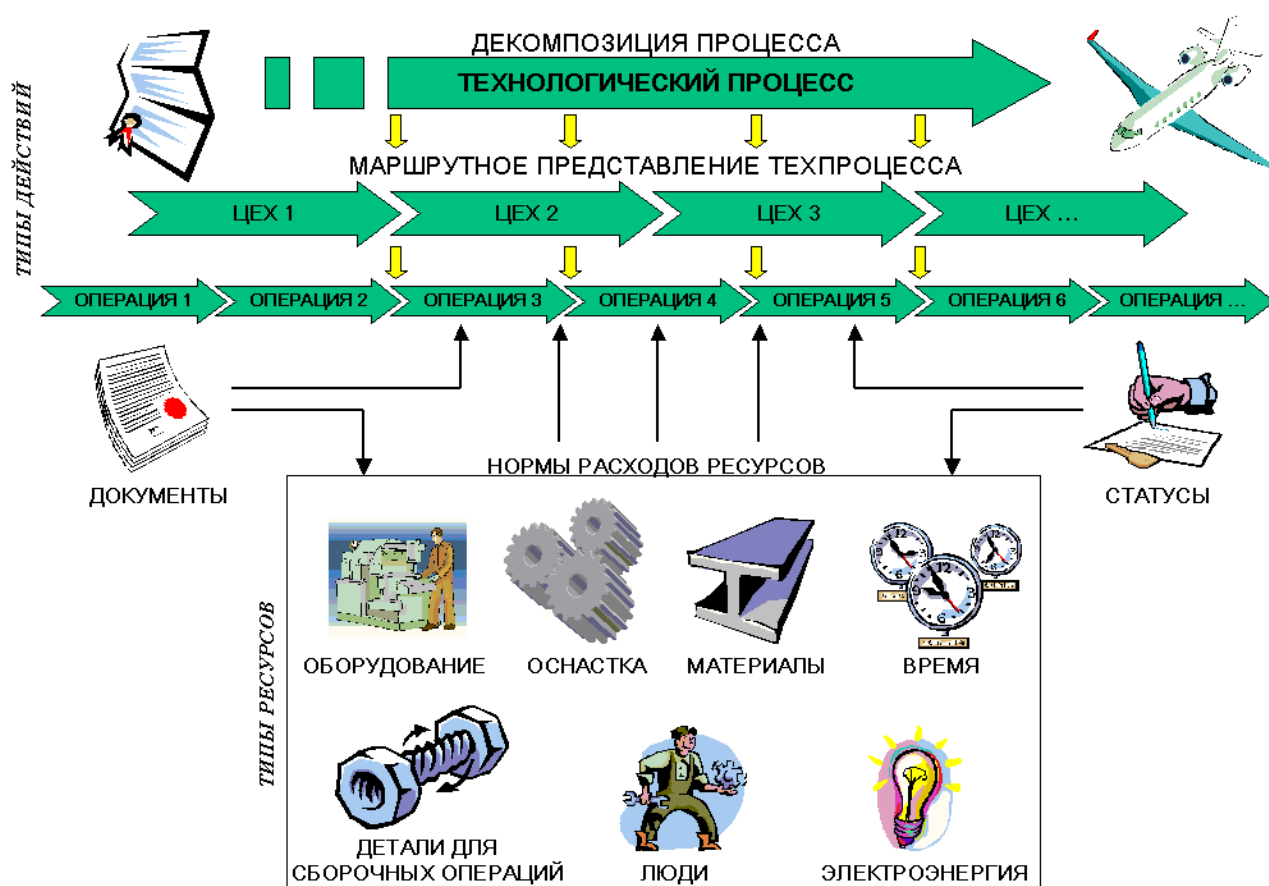 ДЕКОМПОЗИЦИЯ ПРОЦЕССА
ТЕХНОЛОГИЧЕСКИЙ ПРОЦЕСС
ТИПЫ ДЕЙСТВИЙ
МАРШРУТНОЕ ПРЕДСТАВЛЕНИЕ ТЕХПРОЦЕССА
ЦЕХ 1
ЦЕХ 2
ЦЕХ 3
ЦЕХ ...
ОПЕРАЦИЯ 1
ОПЕРАЦИЯ 2
ОПЕРАЦИЯ 3
ОПЕРАЦИЯ 4
ОПЕРАЦИЯ 5
ОПЕРАЦИЯ 6
ОПЕРАЦИЯ ...
ДОКУМЕНТЫ
НОРМЫ РАСХОДОВ РЕСУРСОВ
СТАТУСЫ
ТИПЫ РЕСУРСОВ
ОБОРУДОВАНИЕ
ОСНАСТКА
МАТЕРИАЛЫ
ВРЕМЯ
ДЕТАЛИ ДЛЯ
СБОРОЧНЫХ ОПЕРАЦИЙ
ЛЮДИ
ЭЛЕКТРОЭНЕРГИЯ